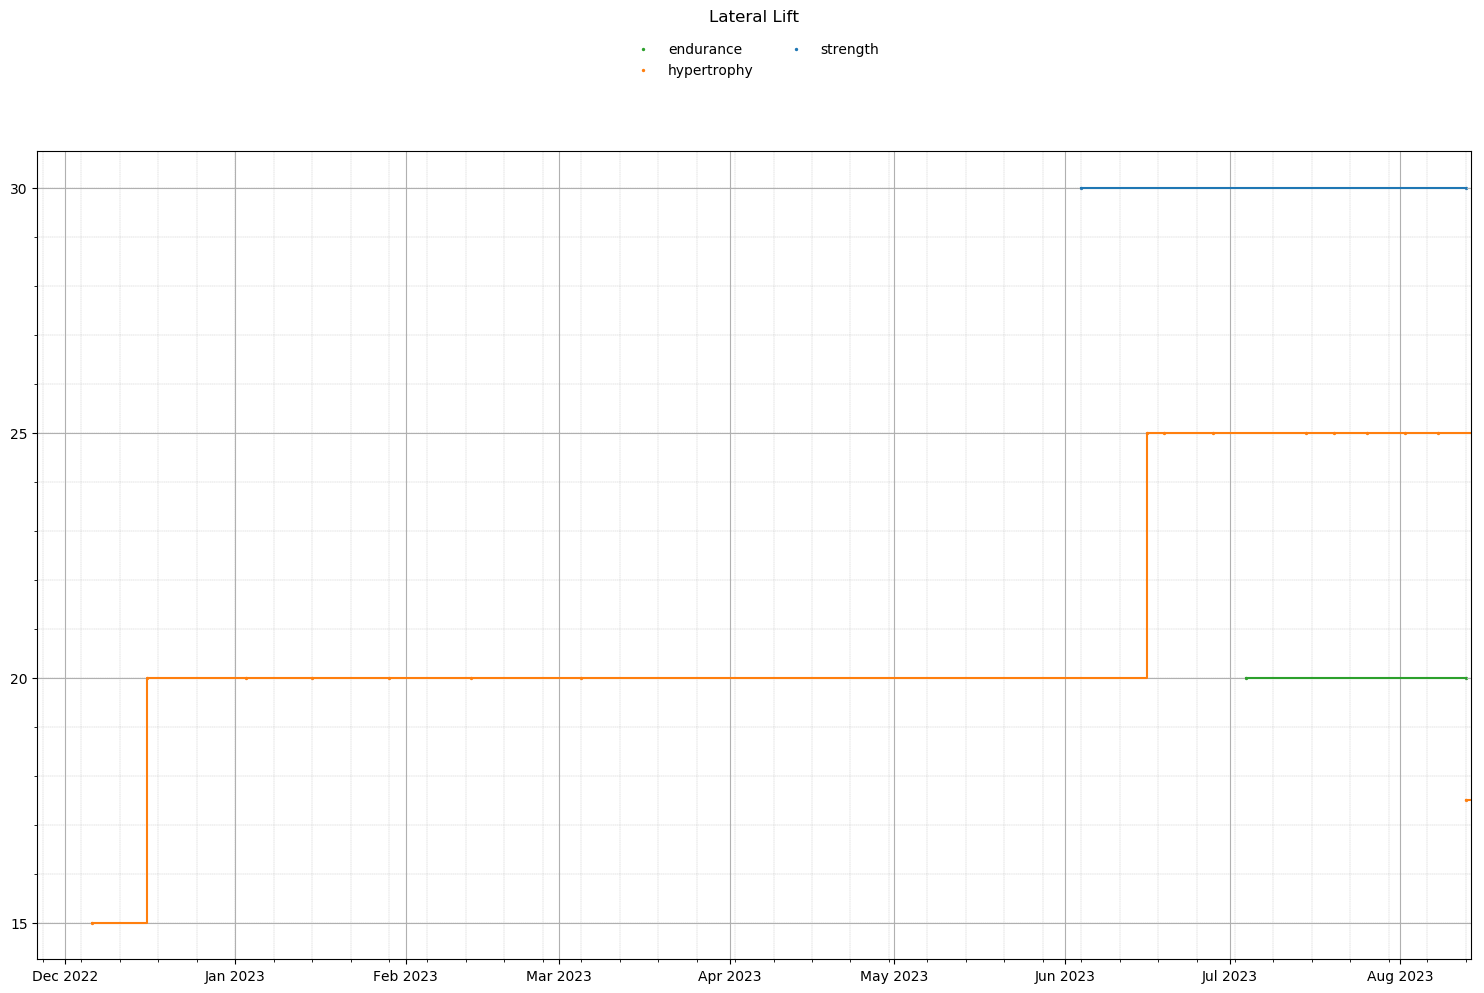 Lateral Lift
endurance
strength
hypertrophy
30
25
20
15
Dec 2022
Jan 2023
Feb 2023
Mar 2023
Apr 2023
May 2023
Jun 2023
Jul 2023
Aug 2023